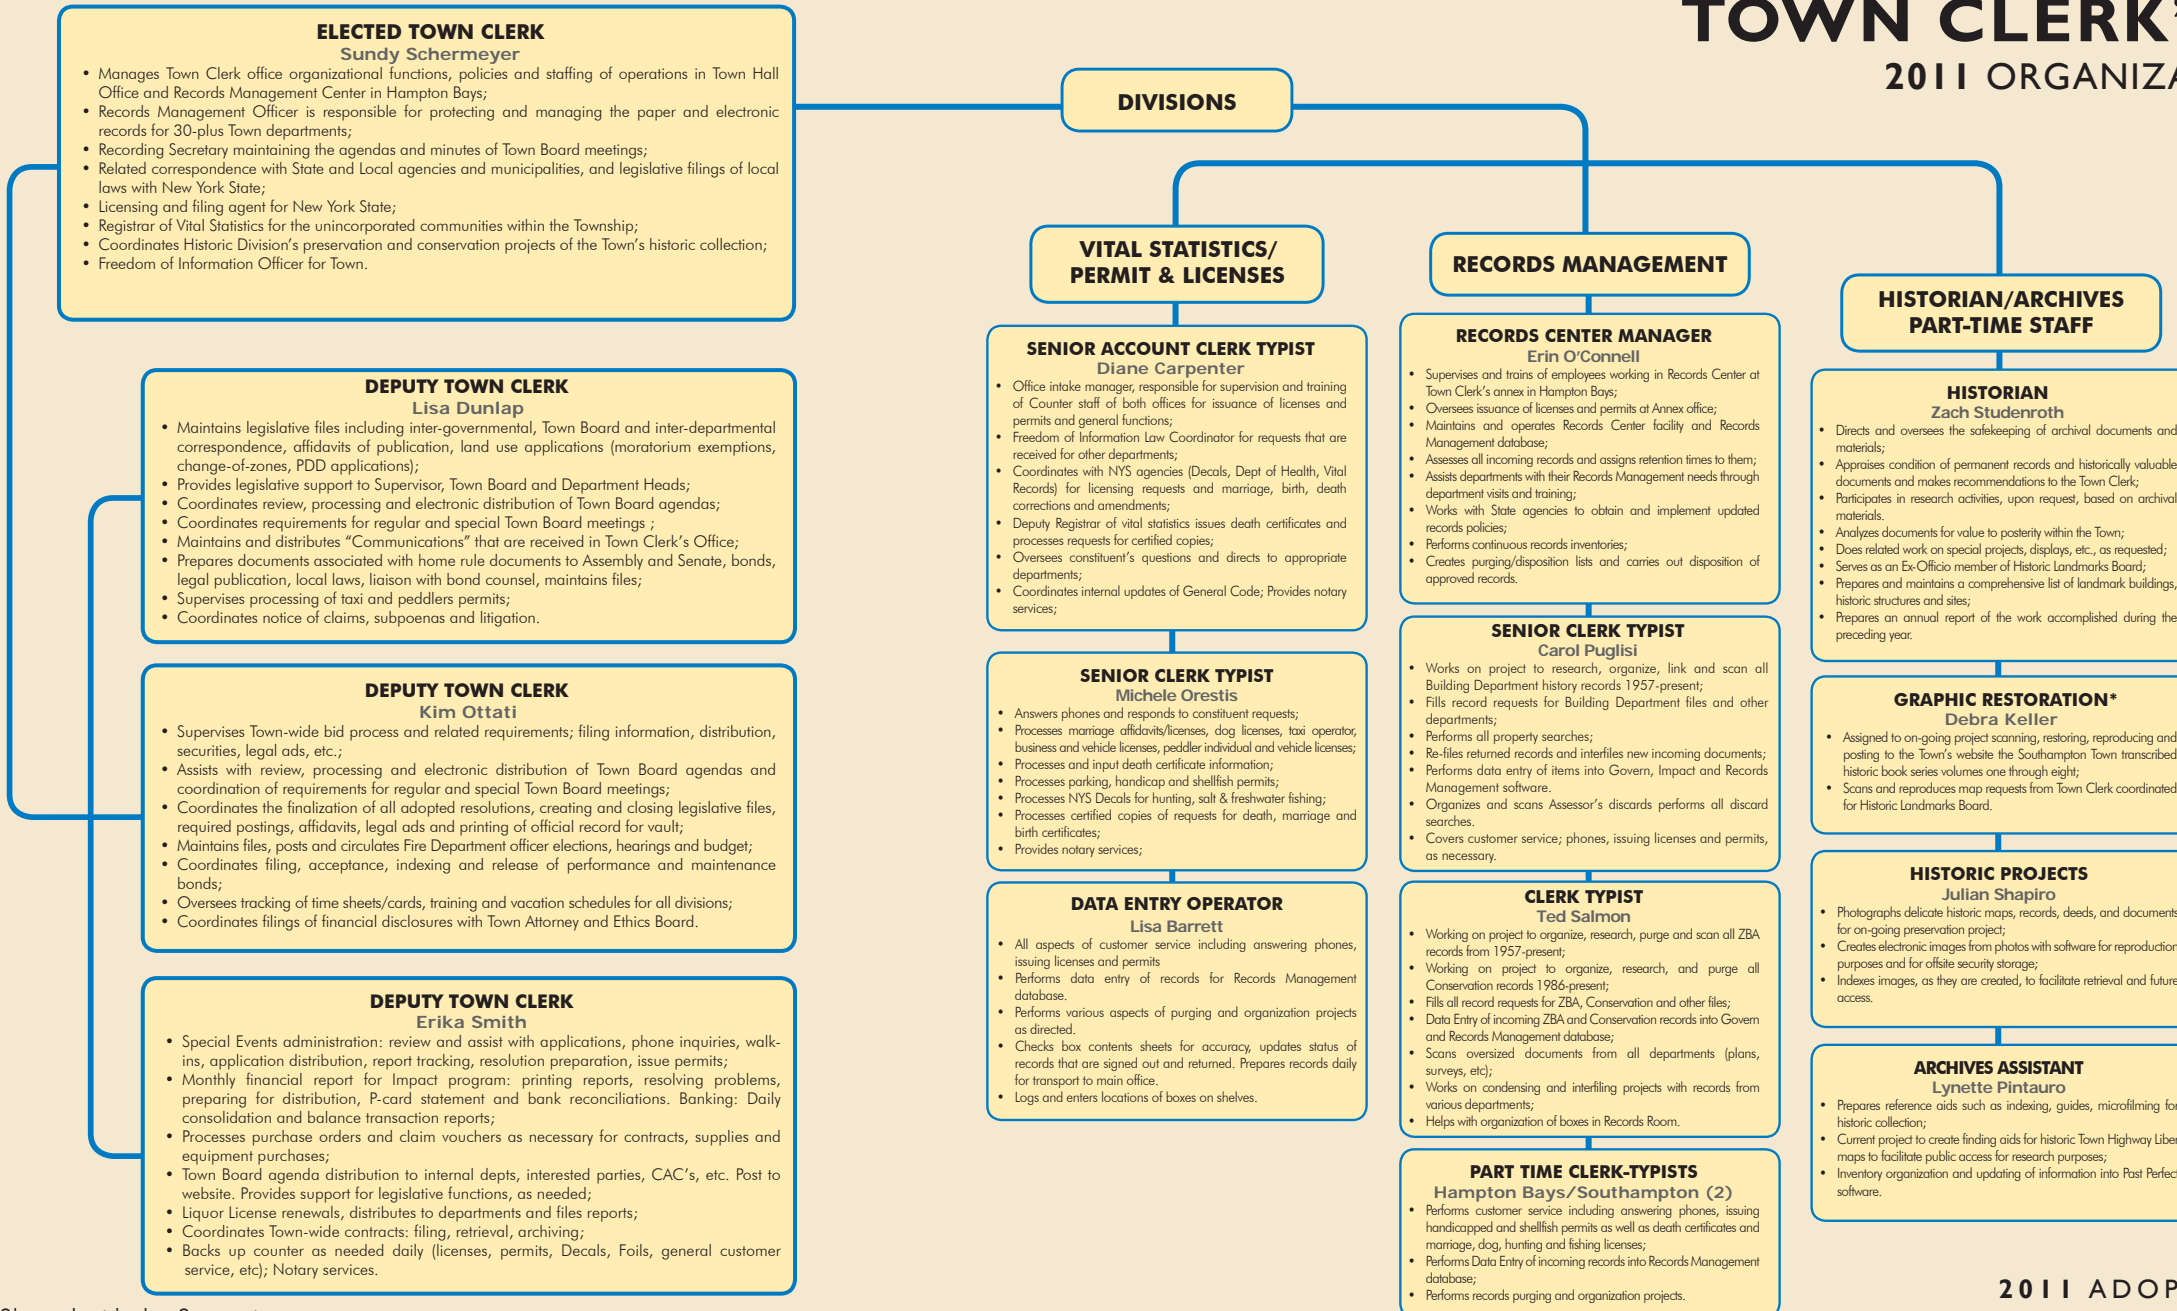 TOWN CLERK'
2011 ORGANIZA
ELECTED TOWN CLERK
Sundy Schermeyer
• Manages Town Clerk office organizational functions, policies and staffing of operations in Town Hall
Office and Records Management Center in Hampton Bays;
• Records Management Officer is responsible for protecting and managing the paper and electronic
records for 30-plus Town departments;
• Recording Secretary maintaining the agendas and minutes of Town Board meetings;
• Related correspondence with State and Local agencies and municipalities, and legislative filings of local
laws with New York State;
• Licensing and filing agent for New York State;
• Registrar of Vital Statistics for the unincorporated communities within the Township;
• Coordinates Historic Division's preservation and conservation projects of the Town's historic collection;
• Freedom of Information Officer for Town.
DEPUTY TOWN CLERK
Lisa Dunlap
• Maintains legislative files including inter-governmental, Town Board and inter-departmental
correspondence, affidavits of publication, land use applications (moratorium exemptions,
change-of-zones, PDD applications);
• Provides legislative support to Supervisor, Town Board and Department Heads;
• Coordinates review, processing and electronic distribution of Town Board agendas;
• Coordinates requirements for regular and special Town Board meetings ;
• Maintains and distributes "Communications" that are received in Town Clerk's Office;
• Prepares documents associated with home rule documents to Assembly and Senate, bonds,
legal publication, local laws, liaison with bond counsel, maintains files;
• Supervises processing of taxi and peddlers permits;
• Coordinates notice of claims, subpoenas and litigation.
DEPUTY TOWN CLERK
Kim Ottati
• Supervises Town-wide bid process and related requirements; filing information, distribution,
securities, legal ads, etc.;
• Assists with review, processing and electronic distribution of Town Board agendas and
coordination of requirements for regular and special Town Board meetings;
• Coordinates the finalization of all adopted resolutions, creating and closing legislative files,
required postings, affidavits, legal ads and printing of official record for vault;
• Maintains files, posts and circulates Fire Department officer elections, hearings and budget;
• Coordinates filing, acceptance, indexing and release of performance and maintenance
bonds;
• Oversees tracking of time sheets/cards, training and vacation schedules for all divisions;
• Coordinates filings of financial disclosures with Town Attorney and Ethics Board.
DEPUTY TOWN CLERK
Erika Smith
• Special Events administration: review and assist with applications, phone inquiries, walk-
ins, application distribution, report tracking, resolution preparation, issue permits;
• Monthly financial report for Impact program: printing reports, resolving problems,
preparing for distribution, P-card statement and bank reconciliations. Banking: Daily
consolidation and balance transaction reports;
• Processes purchase orders and claim vouchers as necessary for contracts, supplies and
equipment purchases;
• Town Board agenda distribution to internal depts, interested parties, CAC's, etc. Post to
website. Provides support for legislative functions, as needed;
• Liquor License renewals, distributes to departments and files reports;
• Coordinates Town-wide contracts: filing, retrieval, archiving;
• Backs up counter as needed daily (licenses, permits, Decals, Foils, general customer
service, etc); Notary services.
DIVISIONS
VITAL STATISTICS/
PERMIT & LICENSES
SENIOR ACCOUNT CLERK TYPIST
Diane Carpenter
• Office intake manager, responsible for supervision and training
of Counter staff of both offices for issuance of licenses and
permits and general functions;
• Freedom of Information Law Coordinator for requests that are
received for other departments;
• Coordinates with NYS agencies (Decals, Dept of Health, Vital
Records) for licensing requests and marriage, birth, death
corrections and amendments;
• Deputy Registrar of vital statistics issues death certificates and
processes requests for certified copies;
• Oversees constituent's questions and directs to appropriate
departments;
• Coordinates internal updates of General Code; Provides notary
services;
SENIOR CLERK TYPIST
Michele Orestis
• Answers phones and responds to constituent requests;
• Processes marriage affidavits/licenses, dog licenses, taxi operator,
business and vehicle licenses, peddler individual and vehicle licenses;
• Processes and input death certificate information;
• Processes parking, handicap and shellfish permits;
• Processes NYS Decals for hunting, salt & freshwater fishing;
• Processes certified copies of requests for death, marriage and
birth certificates;
• Provides notary services;
DATA ENTRY OPERATOR
Lisa Barrett
• All aspects of customer service including answering phones,
issuing licenses and permits
• Performs data entry of records for Records Management
database.
• Performs various aspects of purging and organization projects
as directed.
• Checks box contents sheets for accuracy, updates status of
records that are signed out and returned. Prepares records daily
for transport to main office.
• Logs and enters locations of boxes on shelves.
RECORDS MANAGEMENT
RECORDS CENTER MANAGER
Erin O'Connell
• Supervises and trains of employees working in Records Center at
Town Clerk's annex in Hampton Bays;
• Oversees issuance of licenses and permits at Annex office;
• Maintains and operates Records Center facility and Records
Management database;
• Assesses all incoming records and assigns retention times to them;
• Assists departments with their Records Management needs through
department visits and training;
• Works with State agencies to obtain and implement updated
records policies;
• Performs continuous records inventories;
• Creates purging/disposition lists and carries out disposition of
approved records.
SENIOR CLERK TYPIST
Carol Puglisi
• Works on project to research, organize, link and scan all
Building Department history records 1957-present;
• Fills record requests for Building Department files and other
departments;
• Performs all property searches;
• Re-files returned records and interfiles new incoming documents;
• Performs data entry of items into Govern, Impact and Records
Management software.
• Organizes and scans Assessor's discards performs all discard
searches.
• Covers customer service; phones, issuing licenses and permits,
as necessary.
CLERK TYPIST
Ted Salmon
• Working on project to organize, research, purge and scan all ZBA
records from 1957-present;
• Working on project to organize, research, and purge all
Conservation records 1986-present;
• Fills all record requests for ZBA, Conservation and other files;
• Data Entry of incoming ZBA and Conservation records into Govern
and Records Management database;
• Scans oversized documents from all departments (plans,
surveys, etc);
• Works on condensing and interfiling projects with records from
various departments;
• Helps with organization of boxes in Records Room.
PART TIME CLERK-TYPISTS
Hampton Bays/Southampton (2)
• Performs customer service including answering phones, issuing
handicapped and shellfish permits as well as death certificates and
marriage, dog, hunting and fishing licenses;
• Performs Data Entry of incoming records into Records Management
database;
• Performs records purging and organization projects.
HISTORIAN/ARCHIVES
PART-TIME STAFF
HISTORIAN
Zach Studenroth
• Directs and oversees the safekeeping of archival documents and
materials;
• Appraises condition of permanent records and historically valuable
documents and makes recommendations to the Town Clerk;
• Participates in research activities, upon request, based on archival
materials.
• Analyzes documents for value to posterity within the Town;
• Does related work on special projects, displays, etc., as requested;
• Serves as an Ex-Officio member of Historic Landmarks Board;
• Prepares and maintains a comprehensive list of landmark buildings,
historic structures and sites;
• Prepares an annual report of the work accomplished during the
preceding year.
GRAPHIC RESTORATION*
Debra Keller
• Assigned to on-going project scanning, restoring, reproducing and
posting to the Town's website the Southampton Town transcribed
historic book series volumes one through eight;
• Scans and reproduces map requests from Town Clerk coordinated
for Historic Landmarks Board.
HISTORIC PROJECTS
Julian Shapiro
• Photographs delicate historic maps, records, deeds, and documents
for on-going preservation project;
• Creates electronic images from photos with software for reproduction
purposes and for offsite security storage;
• Indexes images, as they are created, to facilitate retrieval and future
access.
ARCHIVES ASSISTANT
Lynette Pintauro
• Prepares reference aids such as indexing, guides, microfilming for
historic collection;
• Current project to create finding aids for historic Town Highway Liber
maps to facilitate public access for research purposes;
• Inventory organization and updating of information into Past Perfect
software.
2011 ADOP